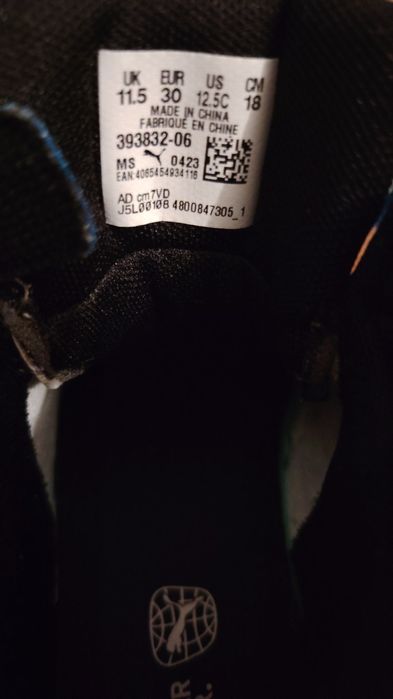 UK EUR US CM
11.5 30 12.5C 18
MADE IN CHINA
FABRIQUE EN CHINE
393832-06
MS 0423
EAN:4065454934116
AD cm7VD
J5L00108 4800847305_1